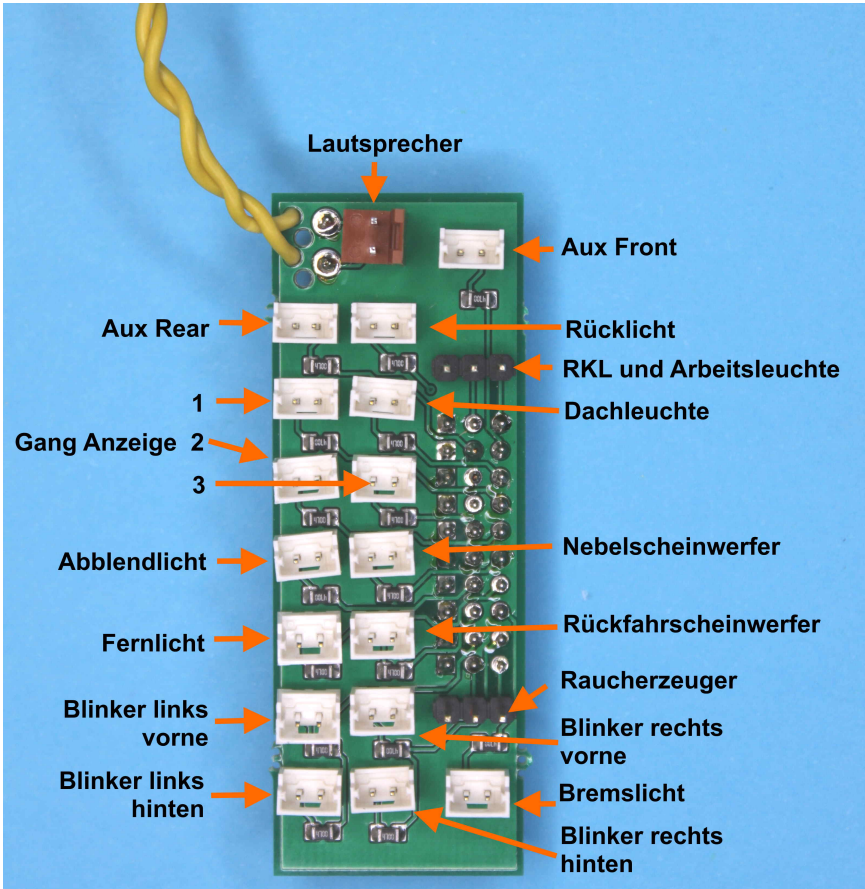 Lautsprecher
Aux Front
Aux Rear
Rücklicht
RKL und Arbeitsleuchte
1
Dachleuchte
Gang Anzeige 2
3
Nebelscheinwerfer
Abblendlicht
Rückfahrscheinwerfer
Fernlicht
Raucherzeuger
Blinker links
vorne
Blinker rechts
vorne
Blinker links
hinten
Bremslicht
Blinker rechts
hinten